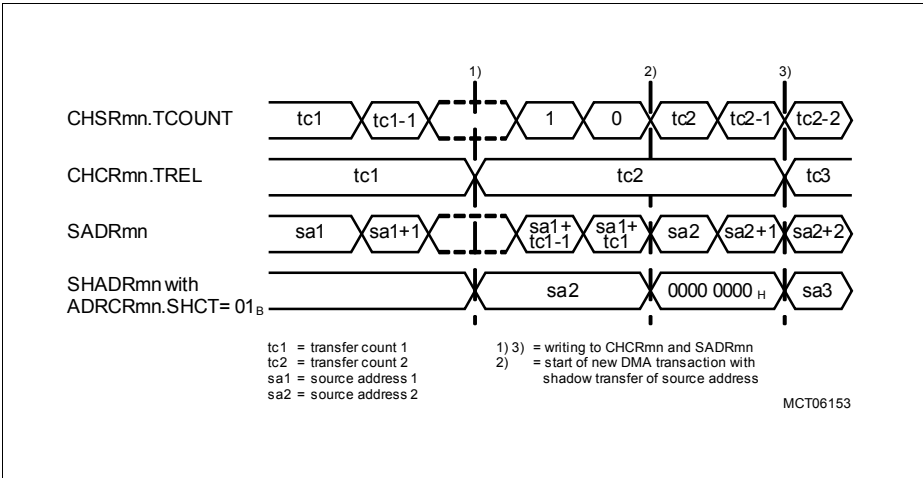 1) 2) 3)
CHSRmn.TCOUNT tc1 tc1-1 1 0 tc2 tc2-1 tc2-2
CHCRmn.TREL tc1 tc2 tc3
SADRmn sa1 sa1+1 sa1+ tc1-1 sa1+ tc1 sa2 sa2+1 sa2+2
SHADRmn with
ADRCRmn.SHCT= 01B sa2 0000 0000 H sa3
tc1 = transfer count 1
tc2 = transfer count 2
sa1 = source address 1
sa2 = source address 2
1) 3) = writing to CHCRmn and SADRmn
2) = start of new DMA transaction with
shadow transfer of source address
MCT06153